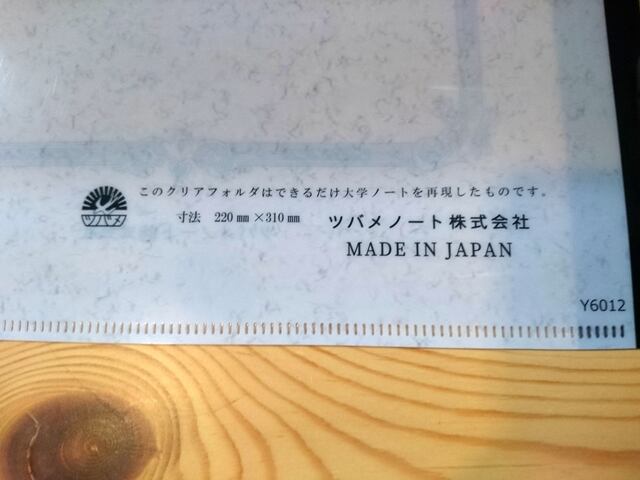 このクリアフォルダはできるだけ大学ノートを再現したものです。
ツバメ
寸法 220㎜×310㎜
ツバメノート株式会社
MADE IN JAPAN
Y6012